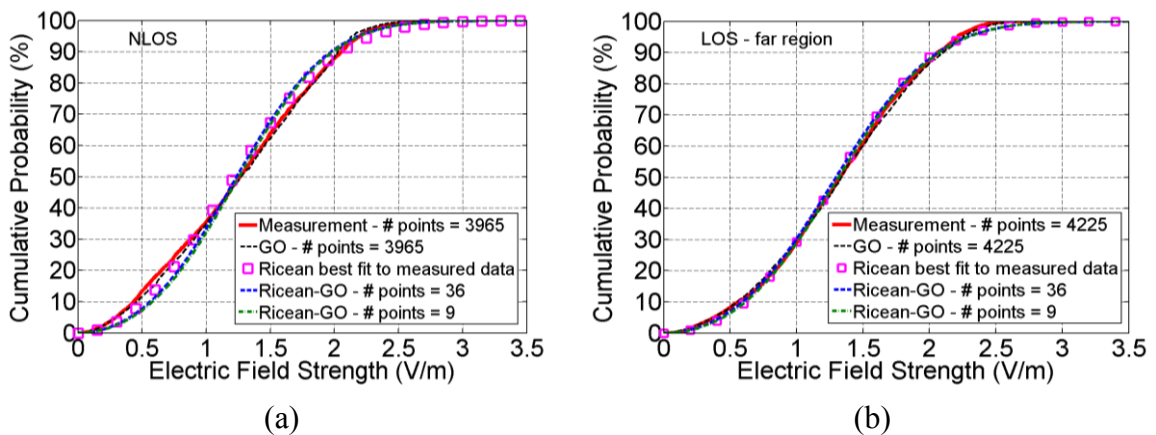 100
90
80
70
60
50
40
30
20
10
0
Cumulative Probability (%)
NLOS
Measurement - # points = 3965
GO - # points = 3965
Ricean best fit to measured data
Ricean-GO - # points = 36
Ricean-GO - # points = 9
0 0.5 1 1.5 2 2.5 3 3.5
Electric Field Strength (V/m)
(a)
100
90
80
70
60
50
40
30
20
10
0
Cumulative Probability (%)
LOS - far region
Measurement - # points = 4225
GO - # points = 4225
Ricean best fit to measured data
Ricean-GO - # points = 36
Ricean-GO - # points = 9
0 0.5 1 1.5 2 2.5 3 3.5
Electric Field Strength (V/m)
(b)